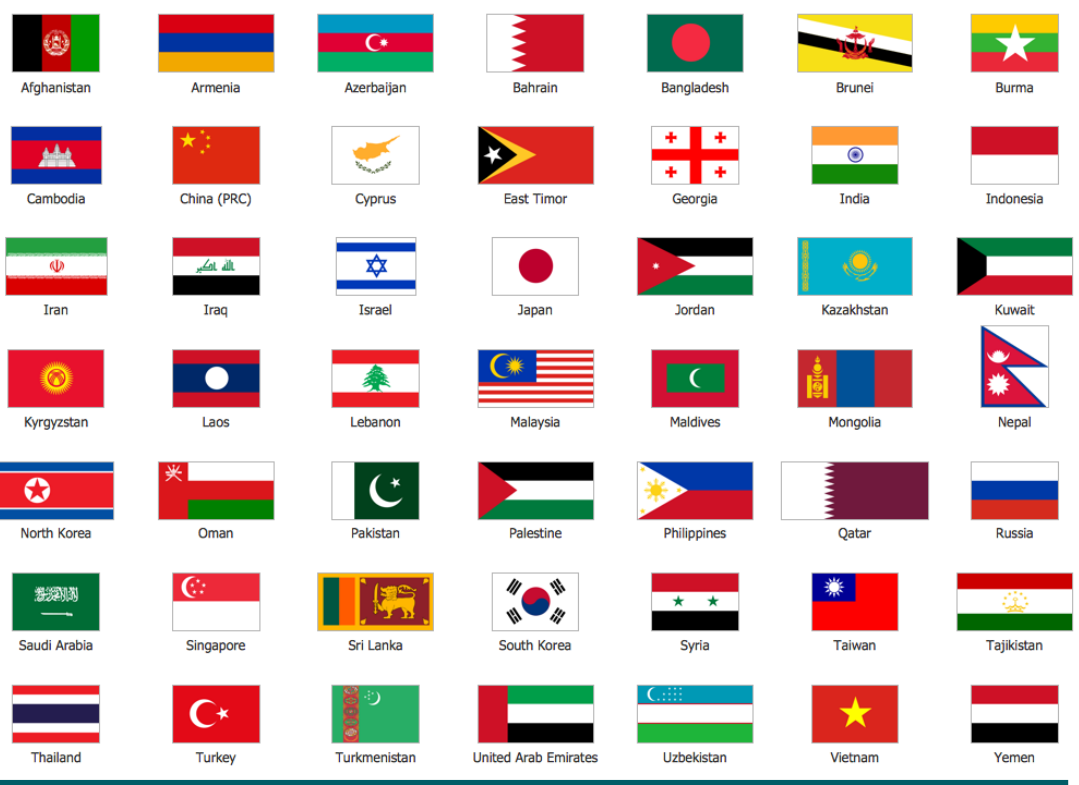 Afghanistan Armenia Azerbaijan Bahrain Bangladesh Brunei Burma
Cambodia China (PRC) Cyprus East Timor Georgia India Indonesia
Iran Iraq Israel Japan Jordan Kazakhstan Kuwait
Kyrgyzstan Laos Lebanon Malaysia Maldives Mongolia Nepal
North Korea Oman Pakistan Palestine Philippines Qatar Russia
Saudi Arabia Singapore Sri Lanka South Korea Syria Taiwan Tajikistan
Thailand Turkey Turkmenistan United Arab Emirates Uzbekistan Vietnam Yemen